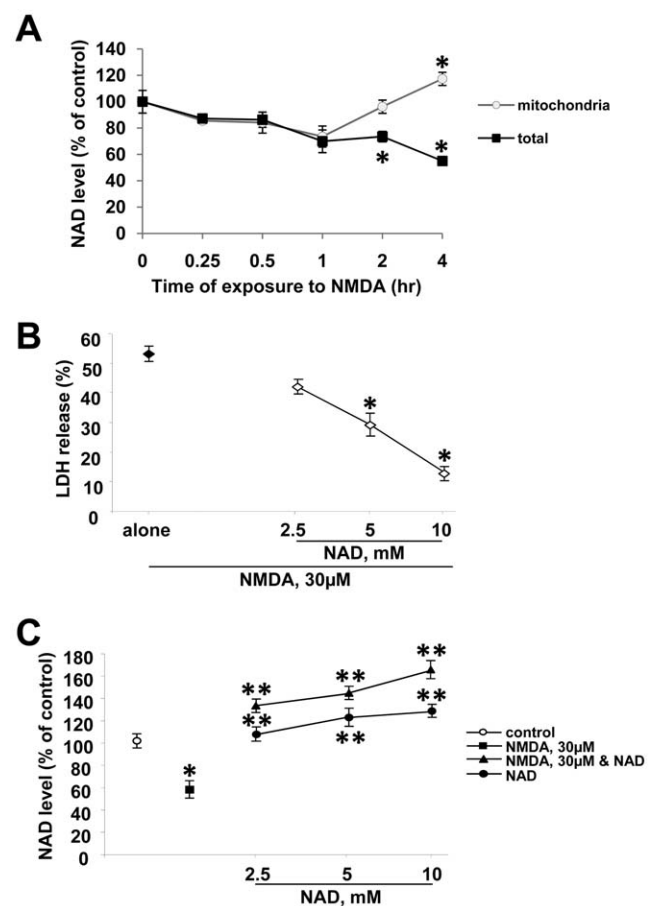 A
NAD level (% of control)
140
120
100
80
60
40
20
0
*
*
*
0 0.25 0.5 1 2 4
Time of exposure to NMDA (hr)
mitochondria
total
B
LDH release (%)
60
50
40
30
20
10
0
*
*
alone 2.5 5 10
NAD, mM
NMDA, 30µM
C
NAD level (% of control)
180
160
140
120
100
80
60
40
20
0
*
** ** **
** ** **
control
NMDA, 30µM
NMDA, 30µM & NAD
NAD
2.5 5 10
NAD, mM